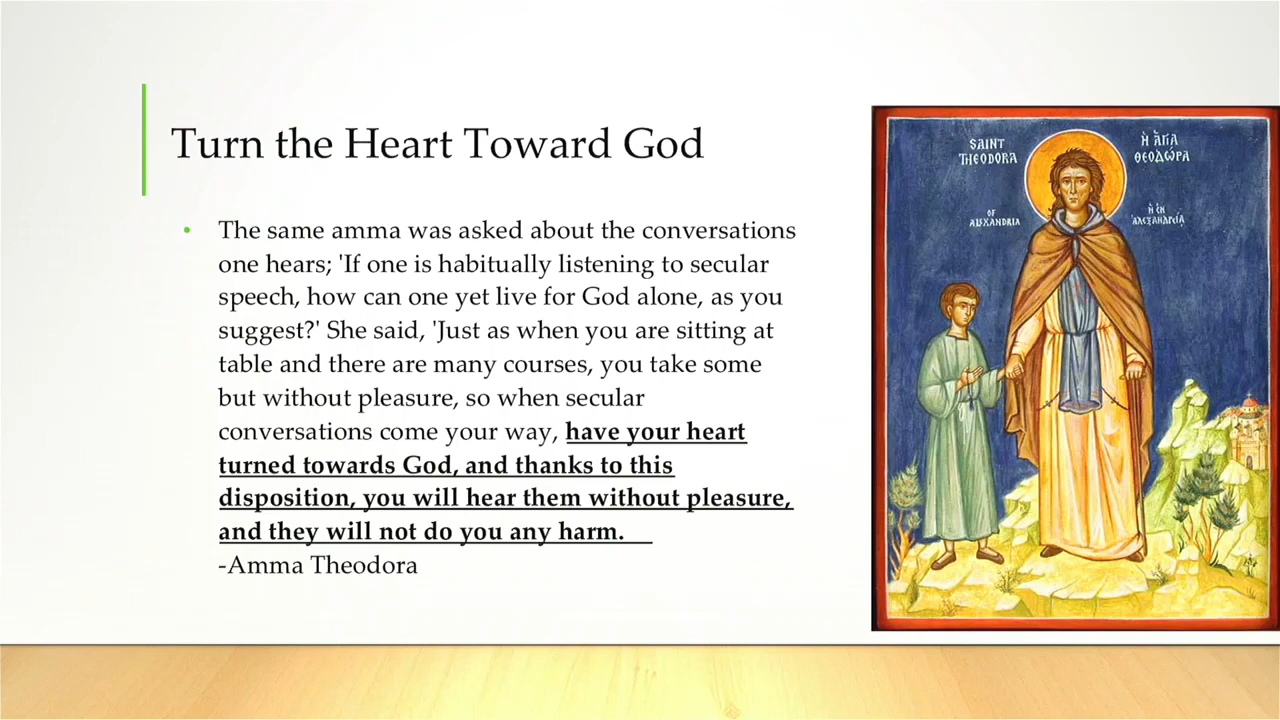 Turn the Heart Toward God
• The same amma was asked about the conversations
one hears; 'If one is habitually listening to secular
speech, how can one yet live for God alone, as you
suggest?' She said, 'Just as when you are sitting at
table and there are many courses, you take some
but without pleasure, so when secular
conversations come your way, have your heart
turned towards God, and thanks to this
disposition, you will hear them without pleasure,
and they will not do you any harm.
-Amma Theodora
SAINT
THEODORA
OF
ALEXANDRIA
Ἡ ἉΓΙΑ
ΘΕΟΔΩΡΑ
Ἡ ἘΝ
ἈΛΕΞΑΝΔΡΕΙΑ